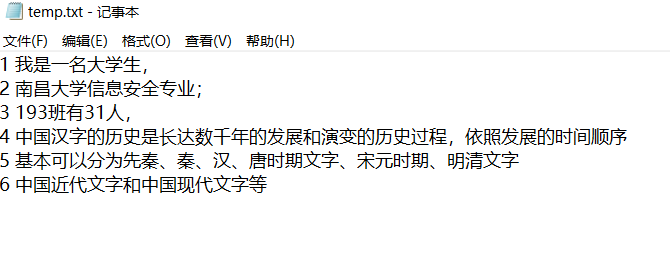 temp.txt - 记事本
文件(F) 编辑(E) 格式(O) 查看(V) 帮助(H)
1 我是一名大学生，
2 南昌大学信息安全专业；
3 193班有31人，
4 中国汉字的历史是长达数千年的发展和演变的历史过程，依照发展的时间顺序
5 基本可以分为先秦、秦、汉、唐时期文字、宋元时期、明清文字
6 中国近代文字和中国现代文字等